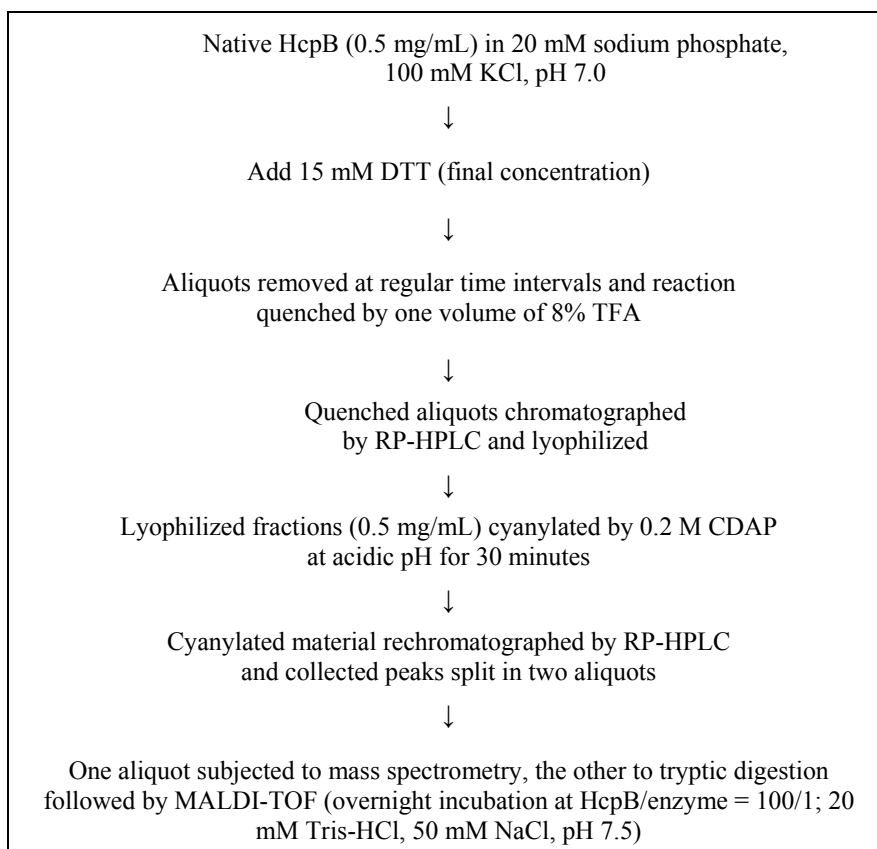 Native HcpB (0.5 mg/mL) in 20 mM sodium phosphate,
100 mM KCl, pH 7.0
↓
Add 15 mM DTT (final concentration)
↓
Aliquots removed at regular time intervals and reaction
quenched by one volume of 8% TFA
↓
Quenched aliquots chromatographed
by RP-HPLC and lyophilized
↓
Lyophilized fractions (0.5 mg/mL) cyanylated by 0.2 M CDAP
at acidic pH for 30 minutes
↓
Cyanylated material rechromatographed by RP-HPLC
and collected peaks split in two aliquots
↓
One aliquot subjected to mass spectrometry, the other to tryptic digestion
followed by MALDI-TOF (overnight incubation at HcpB/enzyme = 100/1; 20
mM Tris-HCl, 50 mM NaCl, pH 7.5)